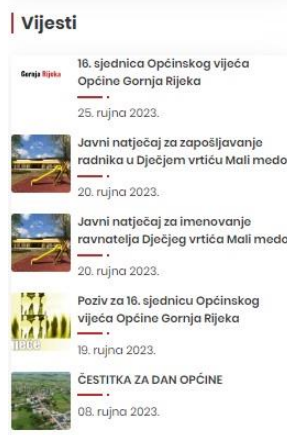 Vijesti
Gornja Rijeka
16. sjednica Općinskog vijeća
Općine Gornja Rijeka
25. rujna 2023.
Javni natječaj za zapošljavanje
radnika u Dječjem vrtiću Mali medo
20. rujna 2023.
Javni natječaj za imenovanje
ravnatelja Dječjeg vrtića Mali medo
20. rujna 2023.
Poziv za 16. sjednicu Općinskog
vijeća Općine Gornja Rijeka
19. rujna 2023.
ČESTITKA ZA DAN OPĆINE
08. rujna 2023.